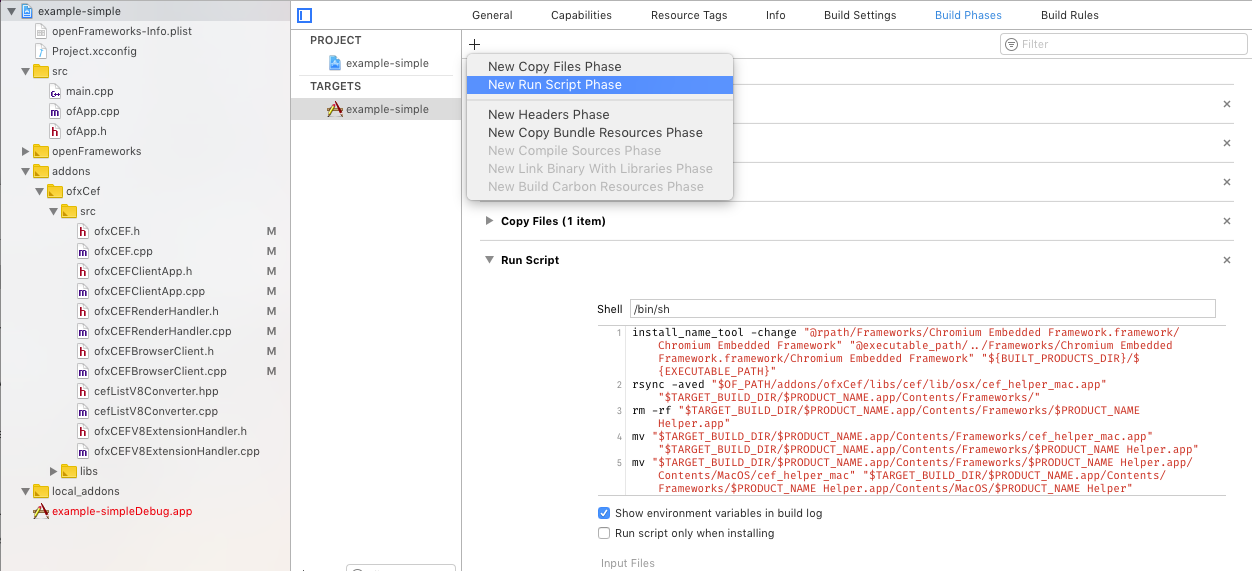 example-simple
openFrameworks-Info.plist
Project.xcconfig
src
main.cpp
ofApp.cpp
ofApp.h
openFrameworks
addons
ofxCef
src
ofxCEF.h M
ofxCEF.cpp M
ofxCEFClientApp.h M
ofxCEFClientApp.cpp M
ofxCEFRenderHandler.h M
ofxCEFRenderHandler.cpp M
ofxCEFBrowserClient.h M
ofxCEFBrowserClient.cpp M
cefListV8Converter.hpp
cefListV8Converter.cpp
ofxCEFV8ExtensionHandler.h
ofxCEFV8ExtensionHandler.cpp
libs
local_addons
example-simpleDebug.app
General Capabilities Resource Tags Info Build Settings Build Phases Build Rules
PROJECT
example-simple
TARGETS
example-simple
Filter
New Copy Files Phase
New Run Script Phase
New Headers Phase
New Copy Bundle Resources Phase
New Compile Sources Phase
New Link Binary With Libraries Phase
New Build Carbon Resources Phase
Copy Files (1 item)
Run Script
Shell /bin/sh
1 install_name_tool -change "@rpath/Frameworks/Chromium Embedded Framework.framework/
Chromium Embedded Framework" "@executable_path/../Frameworks/Chromium Embedded
Framework.framework/Chromium Embedded Framework" "${BUILT_PRODUCTS_DIR}/$
{EXECUTABLE_PATH}"
2 rsync -aved "$OF_PATH/addons/ofxCef/libs/cef/lib/osx/cef_helper_mac.app"
"$TARGET_BUILD_DIR/$PRODUCT_NAME.app/Contents/Frameworks/"
3 rm -rf "$TARGET_BUILD_DIR/$PRODUCT_NAME.app/Contents/Frameworks/$PRODUCT_NAME
Helper.app"
4 mv "$TARGET_BUILD_DIR/$PRODUCT_NAME.app/Contents/Frameworks/cef_helper_mac.app"
"$TARGET_BUILD_DIR/$PRODUCT_NAME.app/Contents/Frameworks/$PRODUCT_NAME Helper.app"
5 mv "$TARGET_BUILD_DIR/$PRODUCT_NAME.app/Contents/Frameworks/$PRODUCT_NAME Helper.app/
Contents/MacOS/cef_helper_mac" "$TARGET_BUILD_DIR/$PRODUCT_NAME.app/Contents/
Frameworks/$PRODUCT_NAME Helper.app/Contents/MacOS/$PRODUCT_NAME Helper"
Show environment variables in build log
Run script only when installing
Input Files